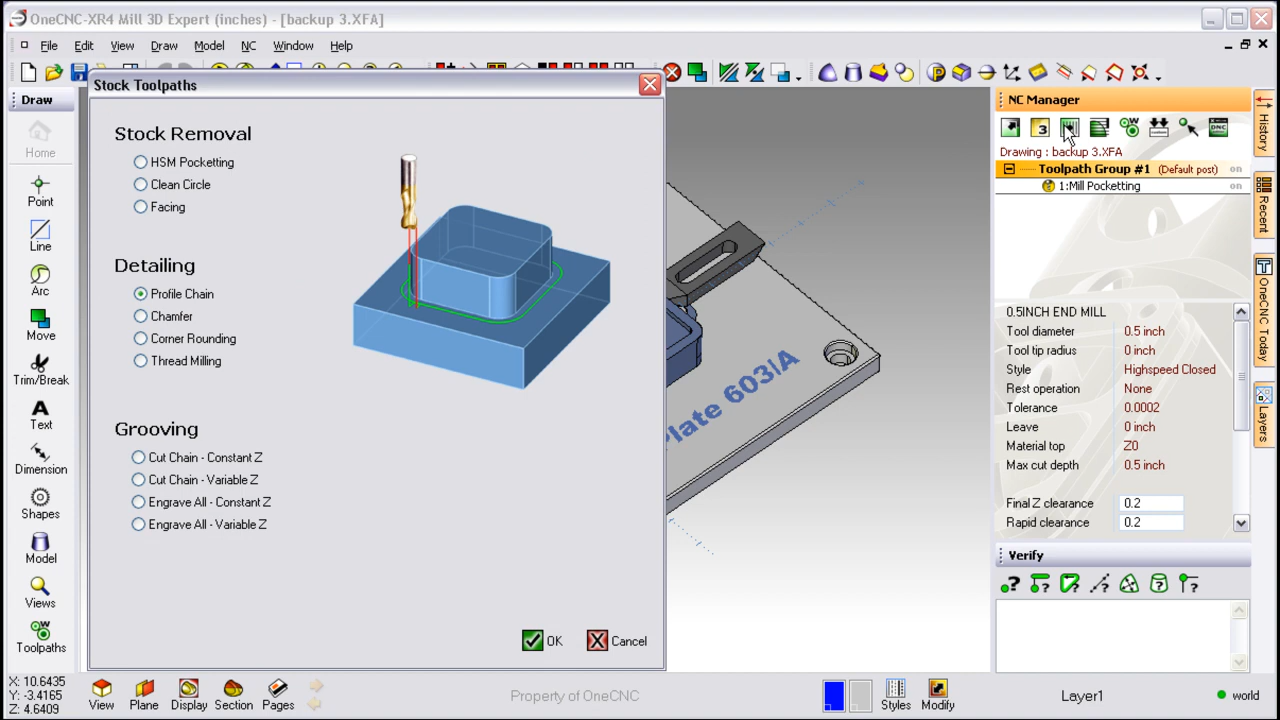 OneCNC-XR4 Mill 3D Expert (inches) - [backup 3.XFA]
File Edit View Draw Model NC Window Help
Stock Toolpaths
Stock Removal
HSM Pocketting
Clean Circle
Facing
Detailing
Profile Chain
Chamfer
Corner Rounding
Thread Milling
Grooving
Cut Chain - Constant Z
Cut Chain - Variable Z
Engrave All - Constant Z
Engrave All - Variable Z
OK
Cancel
Draw
Home
Point
Line
Arc
Move
Trim/Break
Text
Dimension
Shapes
Model
Views
Toolpaths
Plate 603/A
NC Manager
3
DNC
Drawing : backup 3.XFA
Toolpath Group #1 (Default post) on
1:Mill Pocketting on
0.5INCH END MILL
Tool diameter 0.5 inch
Tool tip radius 0 inch
Style Highspeed Closed
Rest operation None
Tolerance 0.0002
Leave 0 inch
Material top Z0
Max cut depth 0.5 inch
Final Z clearance 0.2
Rapid clearance 0.2
Verify
History
Recent
OneCNC Today
Layers
X: 10.6435
Y: -3.4165
Z: 4.6409
View
Plane
Display
Section
Pages
Property of OneCNC
Styles
Modify
Layer1
world